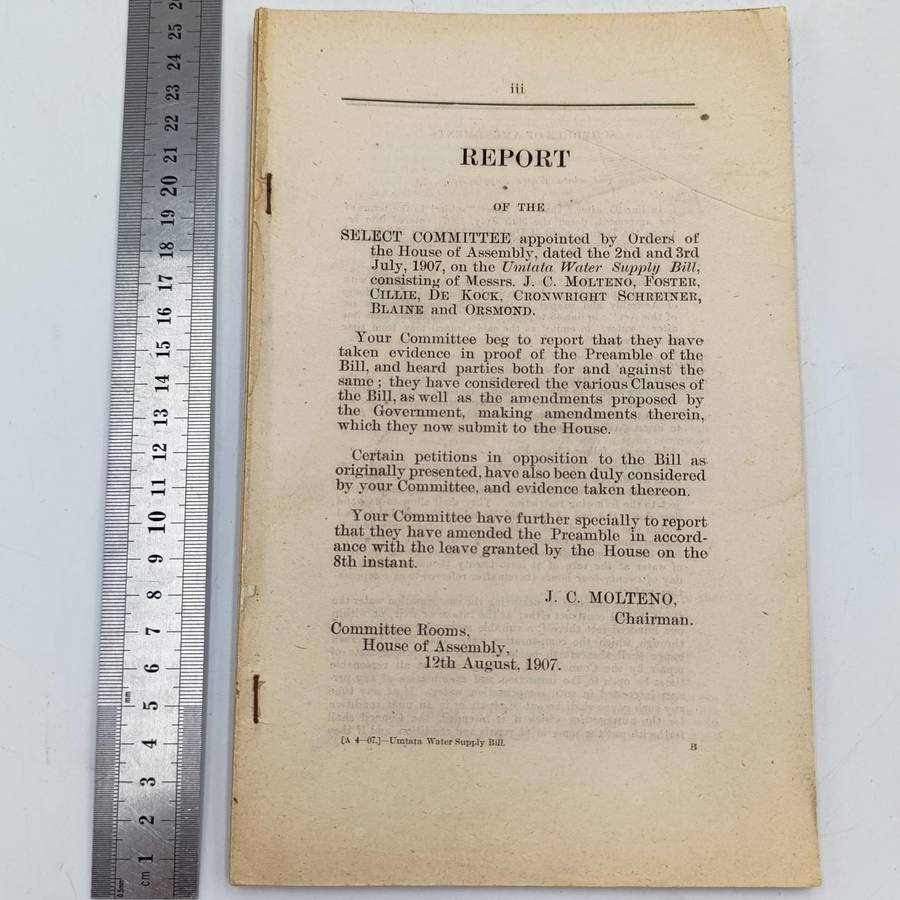 iii
REPORT
OF THE
SELECT COMMITTEE appointed by Orders of
the House of Assembly, dated the 2nd and 3rd
July, 1907, on the Umtata Water Supply Bill,
consisting of Messrs. J. C. MOLTENO, FOSTER,
CILLIE, DE KOCK, CRONWRIGHT SCHREINER,
BLAINE and ORSMOND.
Your Committee beg to report that they have
taken evidence in proof of the Preamble of the
Bill, and heard parties both for and against the
same ; they have considered the various Clauses of
the Bill, as well as the amendments proposed by
the Government, making amendments therein,
which they now submit to the House.
Certain petitions in opposition to the Bill as
originally presented, have also been duly considered
by your Committee, and evidence taken thereon.
Your Committee have further specially to report
that they have amended the Preamble in accord-
ance with the leave granted by the House on the
8th instant.
J. C. MOLTENO,
Chairman.
Committee Rooms,
House of Assembly,
12th August, 1907.
[A 4—07.]—Umtata Water Supply Bill.
B
26
25
24
23
22
21
20
19
18
17
16
15
14
13
12
11
10
9
8
7
6
mm
5
4
3
2
1
cm
0.5mm